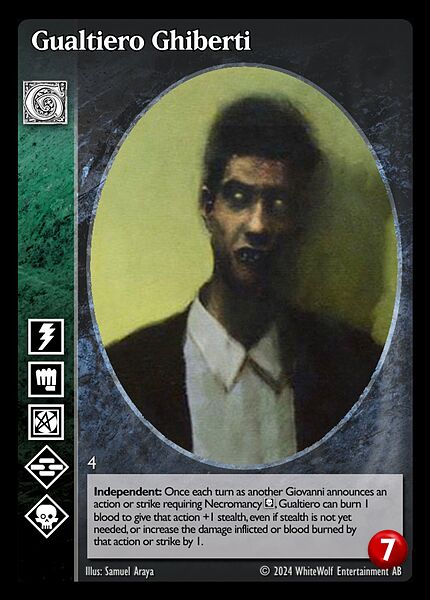 Gualtiero Ghiberti
4
Independent: Once each turn as another Giovanni announces an
action or strike requiring Necromancy, Gualtiero can burn 1
blood to give that action +1 stealth, even if stealth is not yet
needed, or increase the damage inflicted or blood burned by
that action or strike by 1.
7
Illus: Samuel Araya
© 2024 WhiteWolf Entertainment AB